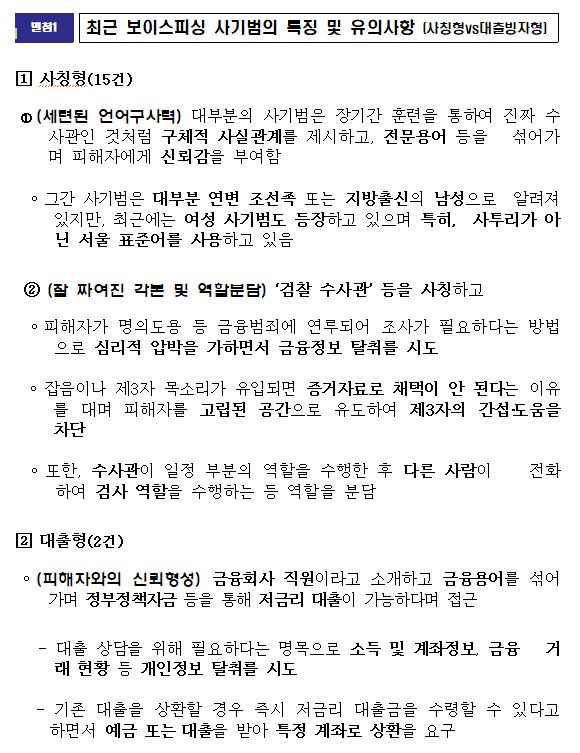 별첨1
최근 보이스피싱 사기범의 특징 및 유의사항 (사칭형vs대출빙자형)
1 사칭형(15건)
① (세련된 언어구사력) 대부분의 사기범은 장기간 훈련을 통하여 진짜 수
사관인 것처럼 구체적 사실관계를 제시하고, 전문용어 등을 섞어가
며 피해자에게 신뢰감을 부여함
○ 그간 사기범은 대부분 연변 조선족 또는 지방출신의 남성으로 알려져
있지만, 최근에는 여성 사기범도 등장하고 있으며 특히, 사투리가 아
닌 서울 표준어를 사용하고 있음
② (잘 짜여진 각본 및 역할분담) '검찰 수사관' 등을 사칭하고
○ 피해자가 명의도용 등 금융범죄에 연루되어 조사가 필요하다는 방법
으로 심리적 압박을 가하면서 금융정보 탈취를 시도
○ 잡음이나 제3자 목소리가 유입되면 증거자료로 채택이 안 된다는 이유
를 대며 피해자를 고립된 공간으로 유도하여 제3자의 간섭·도움을
차단
○ 또한, 수사관이 일정 부분의 역할을 수행한 후 다른 사람이 전화
하여 검사 역할을 수행하는 등 역할을 분담
2 대출형(2건)
○ (피해자와의 신뢰형성) 금융회사 직원이라고 소개하고 금융용어를 섞어
가며 정부정책자금 등을 통해 저금리 대출이 가능하다며 접근
- 대출 상담을 위해 필요하다는 명목으로 소득 및 계좌정보, 금융 거
래 현황 등 개인정보 탈취를 시도
- 기존 대출을 상환할 경우 즉시 저금리 대출금을 수령할 수 있다고
하면서 예금 또는 대출을 받아 특정 계좌로 상환을 요구